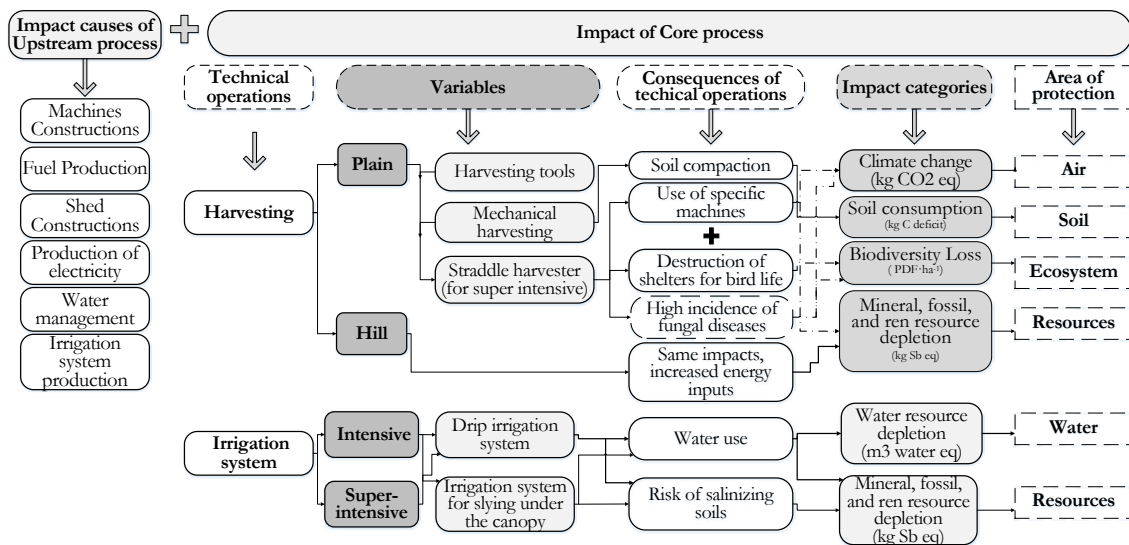 Impact causes of
Upstream process
Impact of Core process
Technical
operations
Variables
Consequences of
techical operations
Impact categories
Area of
protection
Machines
Constructions
Fuel Production
Shed
Constructions
Production of
electricity
Water
management
Irrigation
system
production
Harvesting
Plain
Hill
Harvesting tools
Mechanical
harvesting
Straddle harvester
(for super intensive)
Soil compaction
Use of specific
machines
Destruction of
shelters for bird life
High incidence of
fungal diseases
Same impacts,
increased energy
inputs
Climate change
(kg CO2 eq)
Soil consumption
(kg C deficit)
Biodiversity Loss
( PDF·ha-1)
Mineral, fossil,
and ren resource
depletion
(kg Sb eq)
Air
Soil
Ecosystem
Resources
Irrigation
system
Intensive
Super-
intensive
Drip irrigation
system
Irrigation system
for slying under
the canopy
Water use
Risk of salinizing
soils
Water resource
depletion
(m3 water eq)
Mineral, fossil,
and ren resource
depletion
(kg Sb eq)
Water
Resources